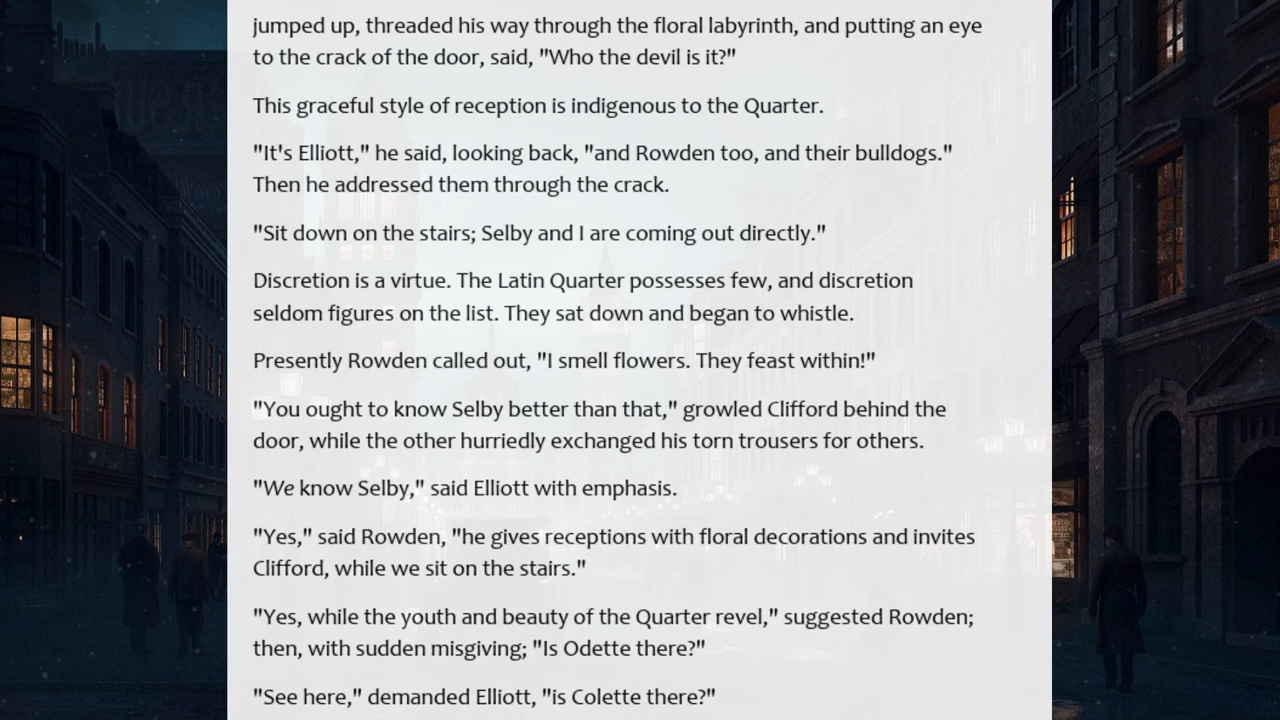 jumped up, threaded his way through the floral labyrinth, and putting an eye
to the crack of the door, said, "Who the devil is it?"
This graceful style of reception is indigenous to the Quarter.
"It's Elliott," he said, looking back, "and Rowden too, and their bulldogs."
Then he addressed them through the crack.
"Sit down on the stairs; Selby and I are coming out directly."
Discretion is a virtue. The Latin Quarter possesses few, and discretion
seldom figures on the list. They sat down and began to whistle.
Presently Rowden called out, "I smell flowers. They feast within!"
"You ought to know Selby better than that," growled Clifford behind the
door, while the other hurriedly exchanged his torn trousers for others.
"We know Selby," said Elliott with emphasis.
"Yes," said Rowden, "he gives receptions with floral decorations and invites
Clifford, while we sit on the stairs."
"Yes, while the youth and beauty of the Quarter revel," suggested Rowden;
then, with sudden misgiving; "Is Odette there?"
"See here," demanded Elliott, "is Colette there?"